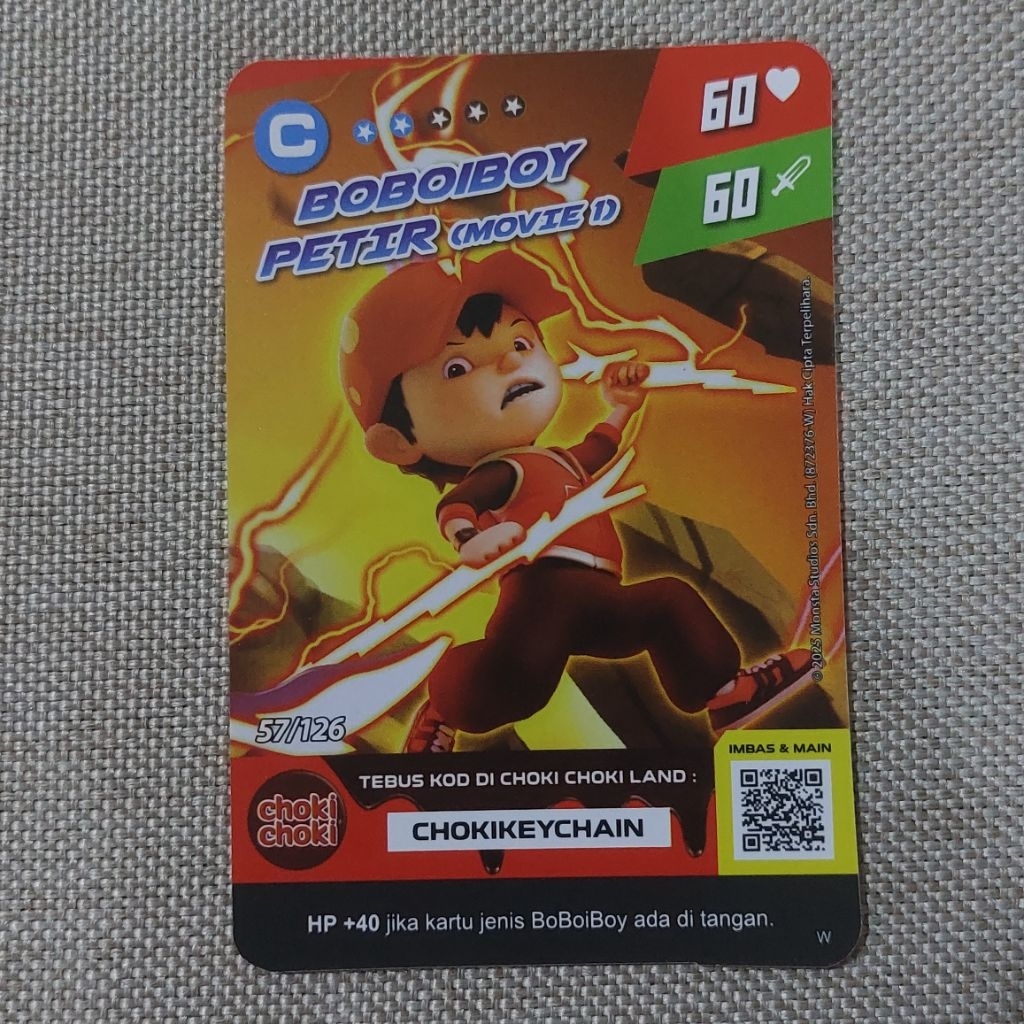 C
60
60
BOBOIBOY
PETIR (MOVIE 1)
© 2025 Monsta Studios Sdn. Bhd. (872376-W) Hak Cipta Terpelihara.
57/126
IMBAS & MAIN
TEBUS KOD DI CHOKI CHOKI LAND :
choki
choki
CHOKIKEYCHAIN
HP +40 jika kartu jenis BoBoiBoy ada di tangan.
W